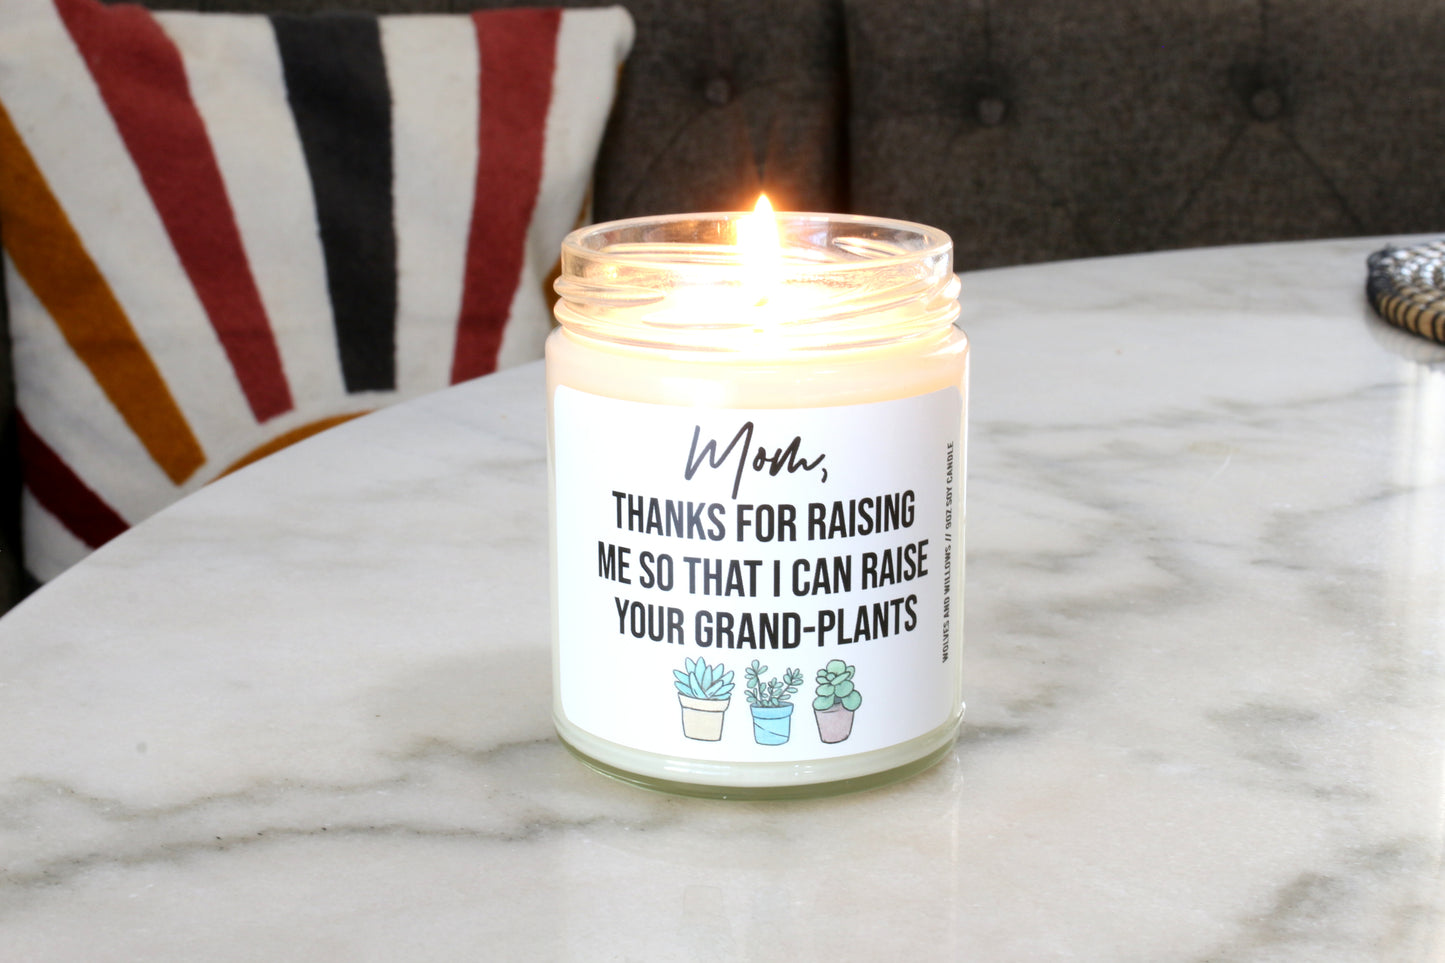 Mom,
THANKS FOR RAISING
ME SO THAT I CAN RAISE
YOUR GRAND-PLANTS
WOLVES AND WILLOWS // 9OZ SOY CANDLE